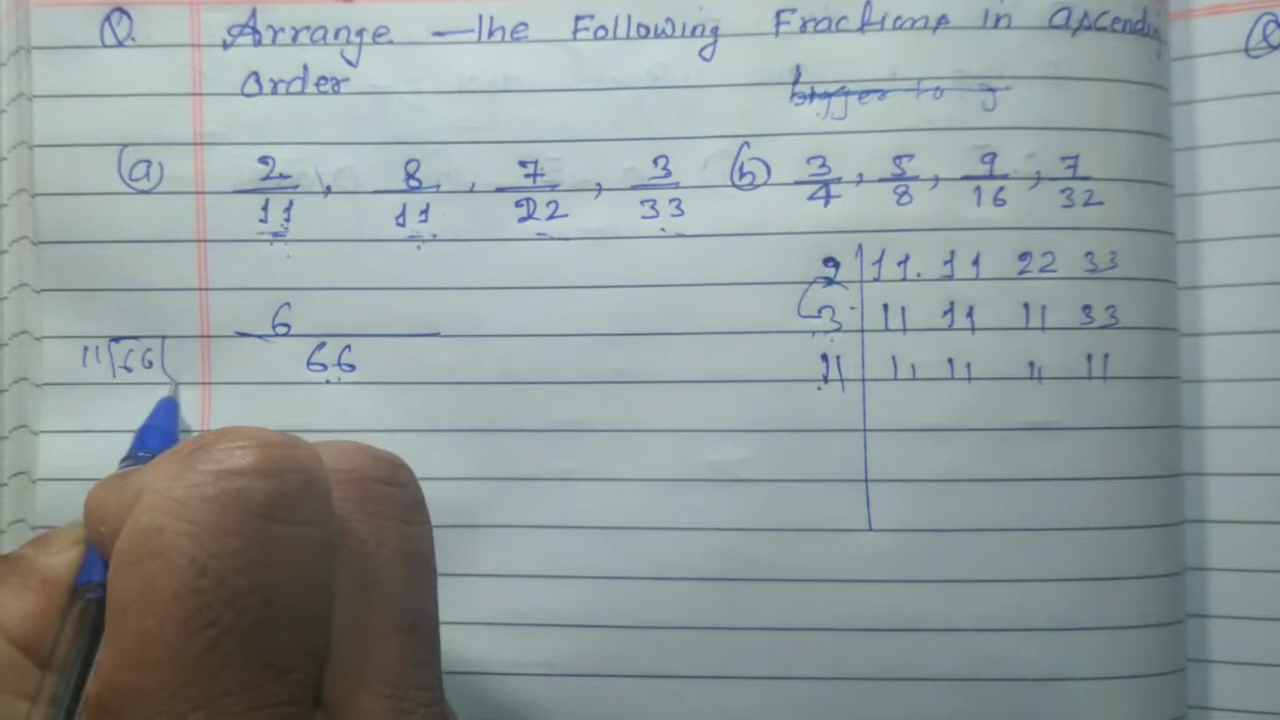 Q. Arrange The Following Fractions in ascending
order
bigger to
(a) 2/11, 8/11, 7/22, 3/33 (b) 3/4, 5/8, 9/16, 7/32
2 | 11. 11 22 33
3 | 11 11 11 33
11 | 11 11 11 11
6
66
11)66(